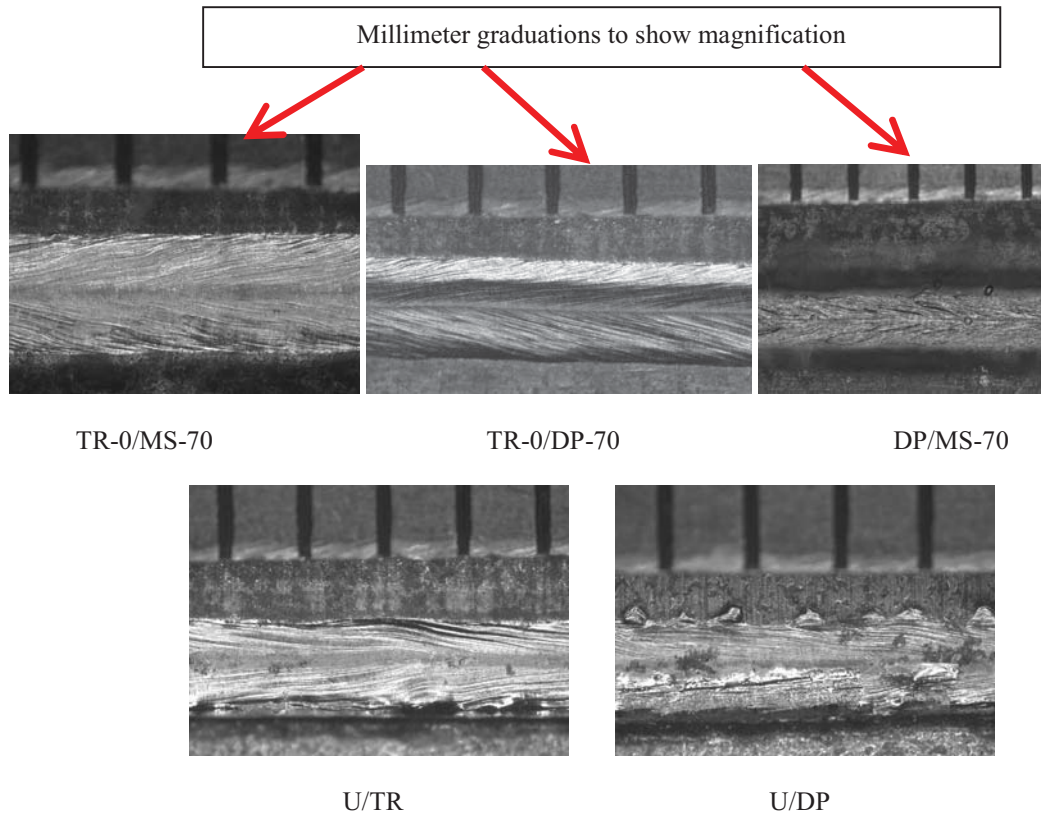 Millimeter graduations to show magnification
TR-0/MS-70
TR-0/DP-70
DP/MS-70
U/TR
U/DP